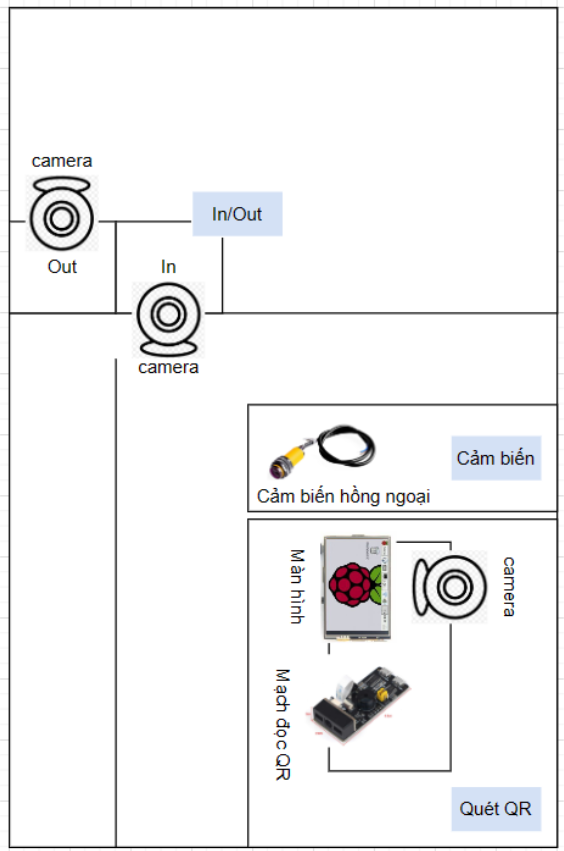 camera
In/Out
Out
In
camera
Cảm biến
Cảm biến hồng ngoại
Màn hình
camera
Mạch đọc QR
Quét QR